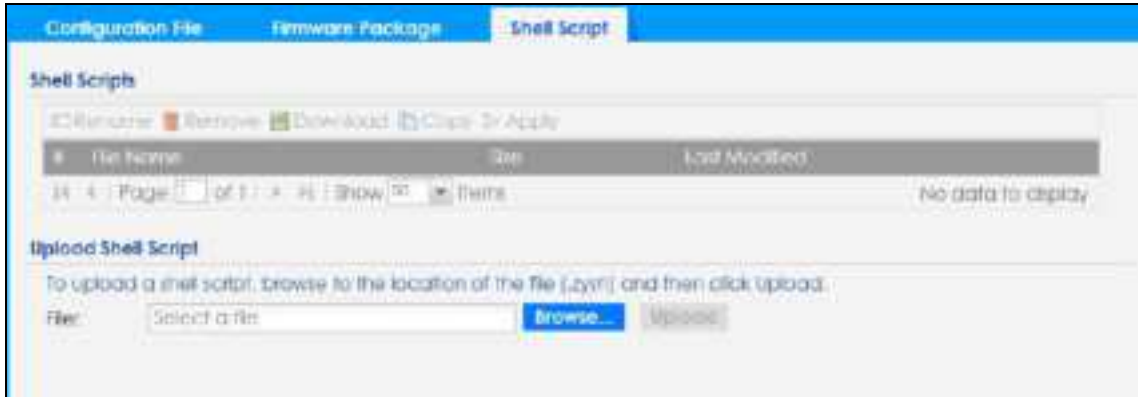 Configuration File Firmware Package Shell Script
Shell Scripts
Rename Remove Download Copy Apply
# File Name Size Last Modified
Page 1 of 1 Show 50 items No data to display
Upload Shell Script
To upload a shell script, browse to the location of the file (.zysh) and then click Upload.
File: Select a file Browse... Upload